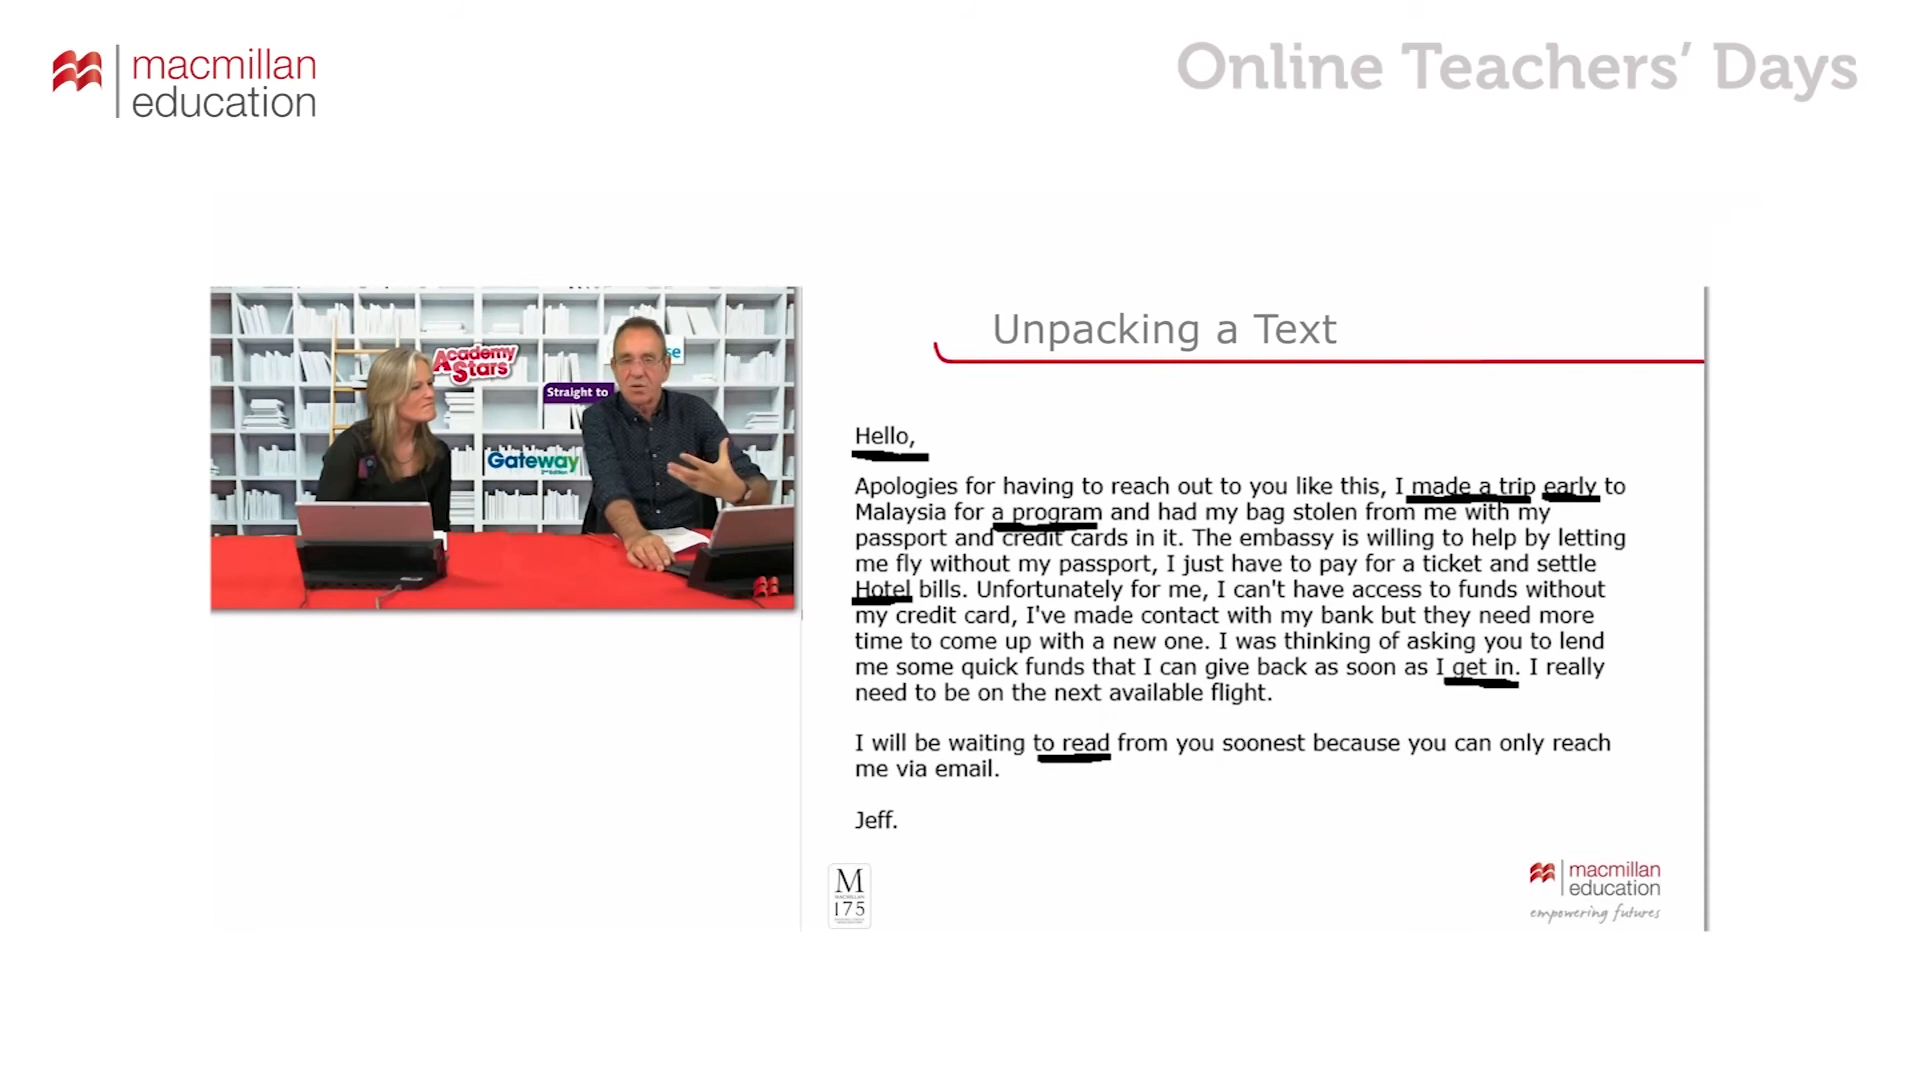 macmillan
education
Online Teachers' Days
Academy
Stars
se
Straight to
Gateway
2nd Edition
Unpacking a Text
Hello,
Apologies for having to reach out to you like this, I made a trip early to
Malaysia for a program and had my bag stolen from me with my
passport and credit cards in it. The embassy is willing to help by letting
me fly without my passport, I just have to pay for a ticket and settle
Hotel bills. Unfortunately for me, I can't have access to funds without
my credit card, I've made contact with my bank but they need more
time to come up with a new one. I was thinking of asking you to lend
me some quick funds that I can give back as soon as I get in. I really
need to be on the next available flight.
I will be waiting to read from you soonest because you can only reach
me via email.
Jeff.
M
MACMILLAN
175
macmillan
education
empowering futures